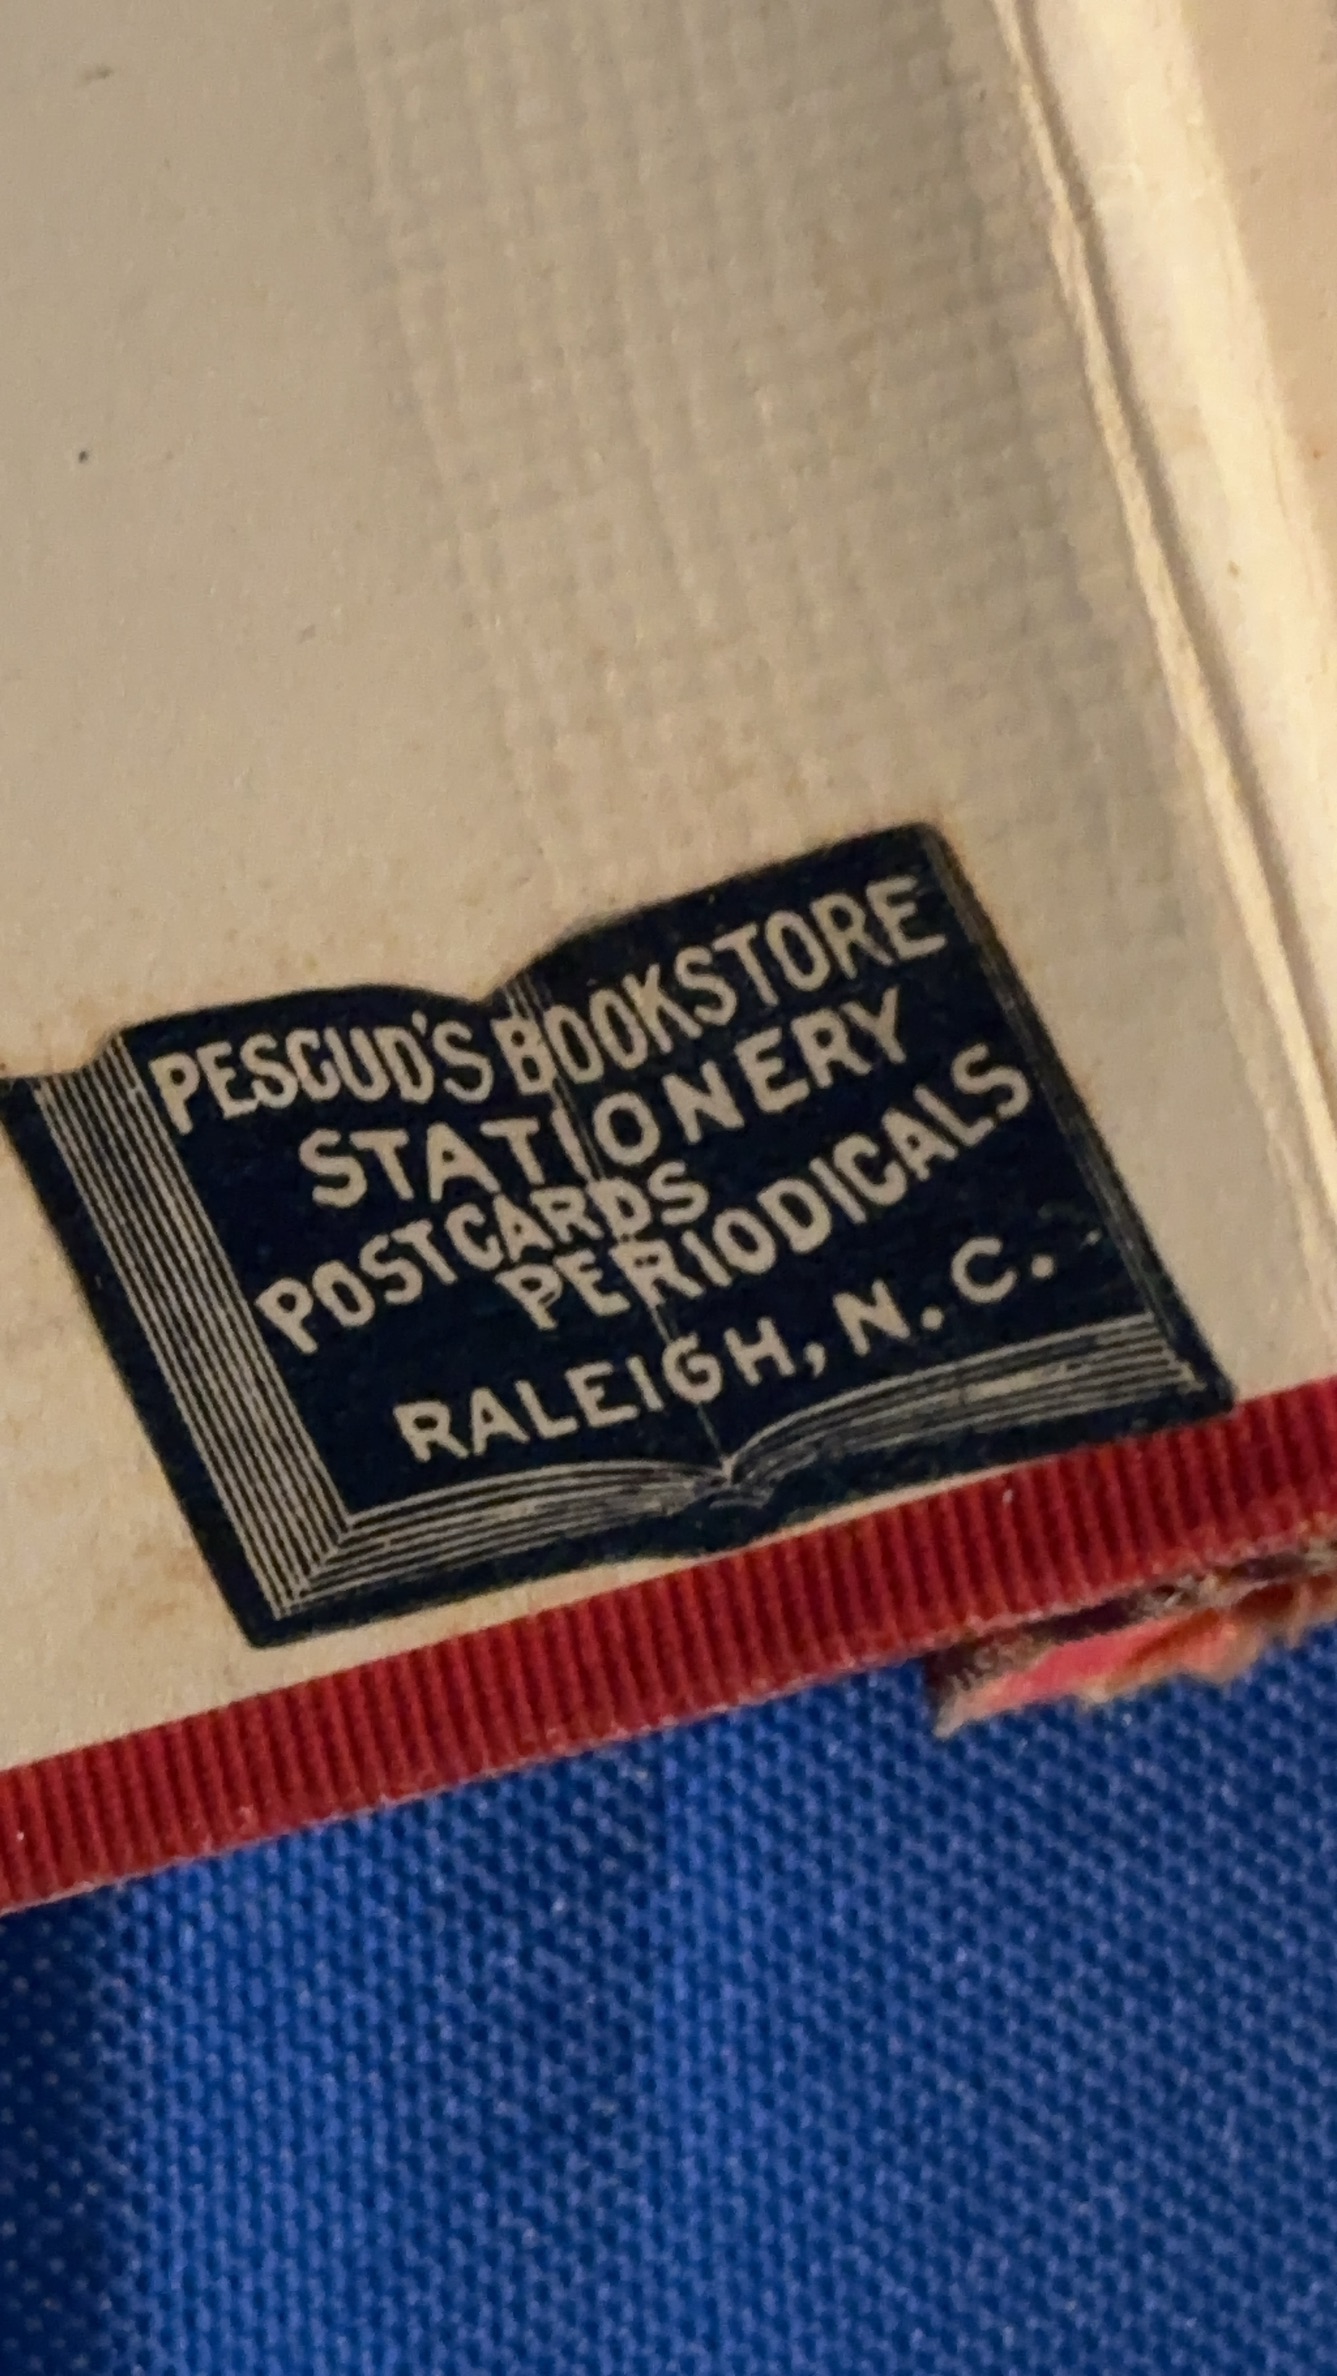 PESCUD'S BOOKSTORE
STATIONERY
POSTCARDS
PERIODICALS
RALEIGH, N. C.